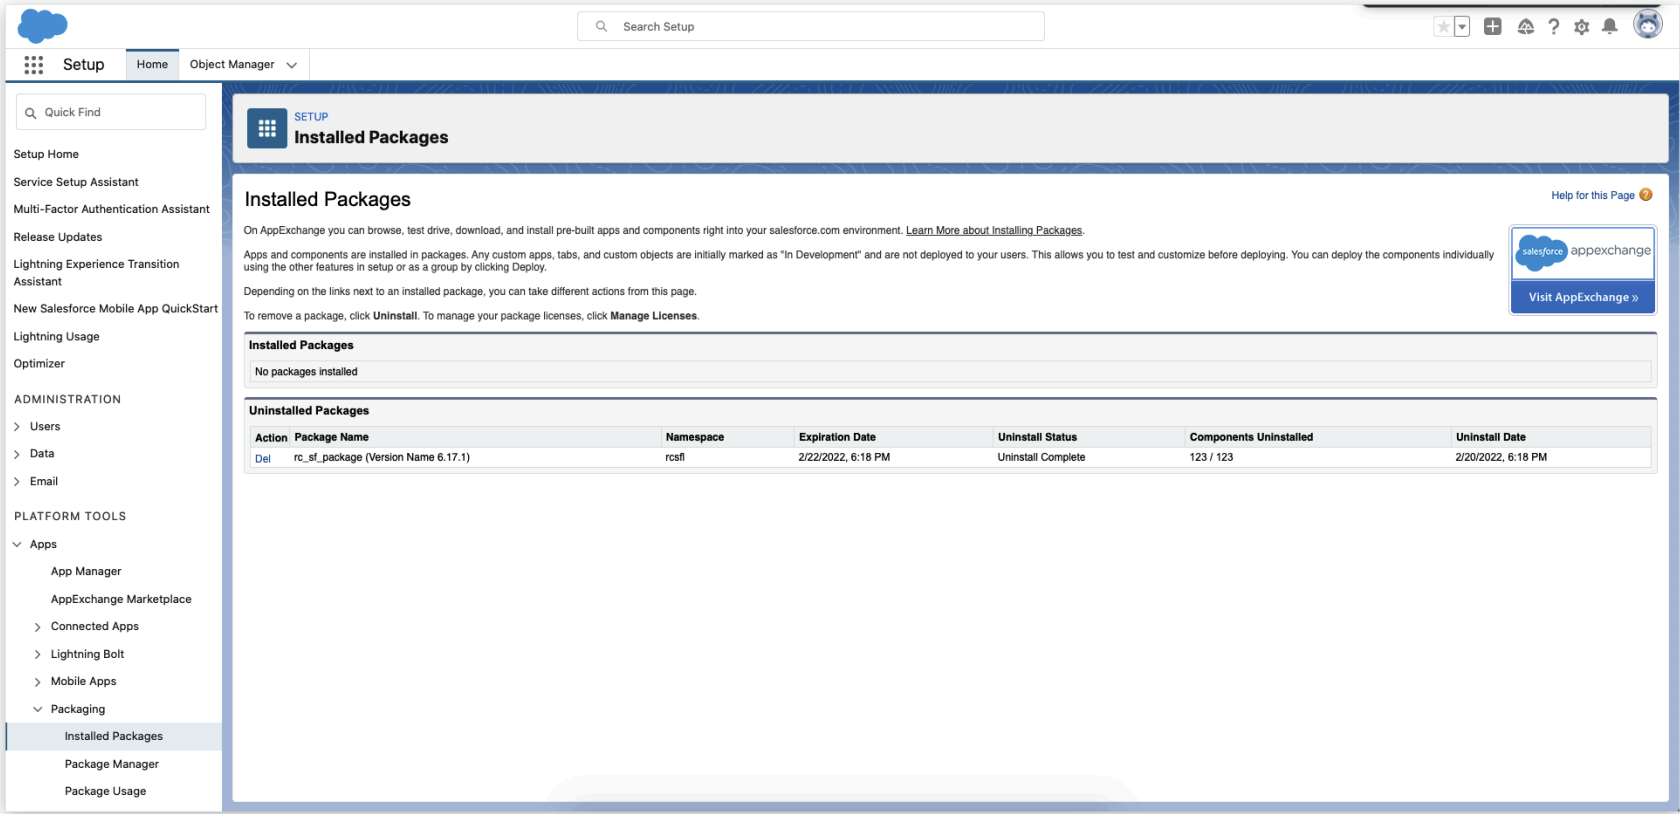 Search Setup
Setup
Home
Object Manager
Quick Find
Setup Home
Service Setup Assistant
Multi-Factor Authentication Assistant
Release Updates
Lightning Experience Transition
Assistant
New Salesforce Mobile App QuickStart
Lightning Usage
Optimizer
ADMINISTRATION
Users
Data
Email
PLATFORM TOOLS
Apps
App Manager
AppExchange Marketplace
Connected Apps
Lightning Bolt
Mobile Apps
Packaging
Installed Packages
Package Manager
Package Usage
SETUP
Installed Packages
Installed Packages
Help for this Page ?
On AppExchange you can browse, test drive, download, and install pre-built apps and components right into your salesforce.com environment. Learn More about Installing Packages.
Apps and components are installed in packages. Any custom apps, tabs, and custom objects are initially marked as "In Development" and are not deployed to your users. This allows you to test and customize before deploying. You can deploy the components individually
using the other features in setup or as a group by clicking Deploy.
Depending on the links next to an installed package, you can take different actions from this page.
To remove a package, click Uninstall. To manage your package licenses, click Manage Licenses.
salesforce appexchange
Visit AppExchange »
Installed Packages
No packages installed
Uninstalled Packages
Action Package Name Namespace Expiration Date Uninstall Status Components Uninstalled Uninstall Date
Del rc_sf_package (Version Name 6.17.1) rcsfl 2/22/2022, 6:18 PM Uninstall Complete 123 / 123 2/20/2022, 6:18 PM